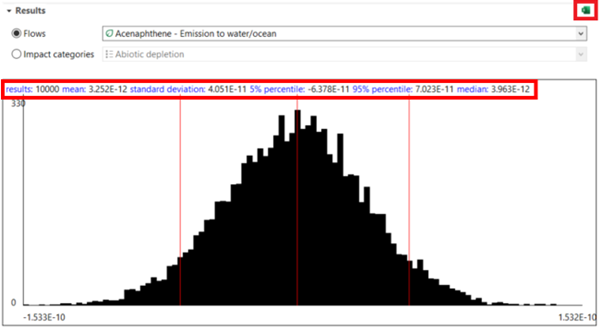 Results
Flows
Acenaphthene - Emission to water/ocean
Impact categories
Abiotic depletion
results: 10000 mean: 3.252E-12 standard deviation: 4.051E-11 5% percentile: -6.378E-11 95% percentile: 7.023E-11 median: 3.963E-12
330
0
-1.533E-10
1.532E-10